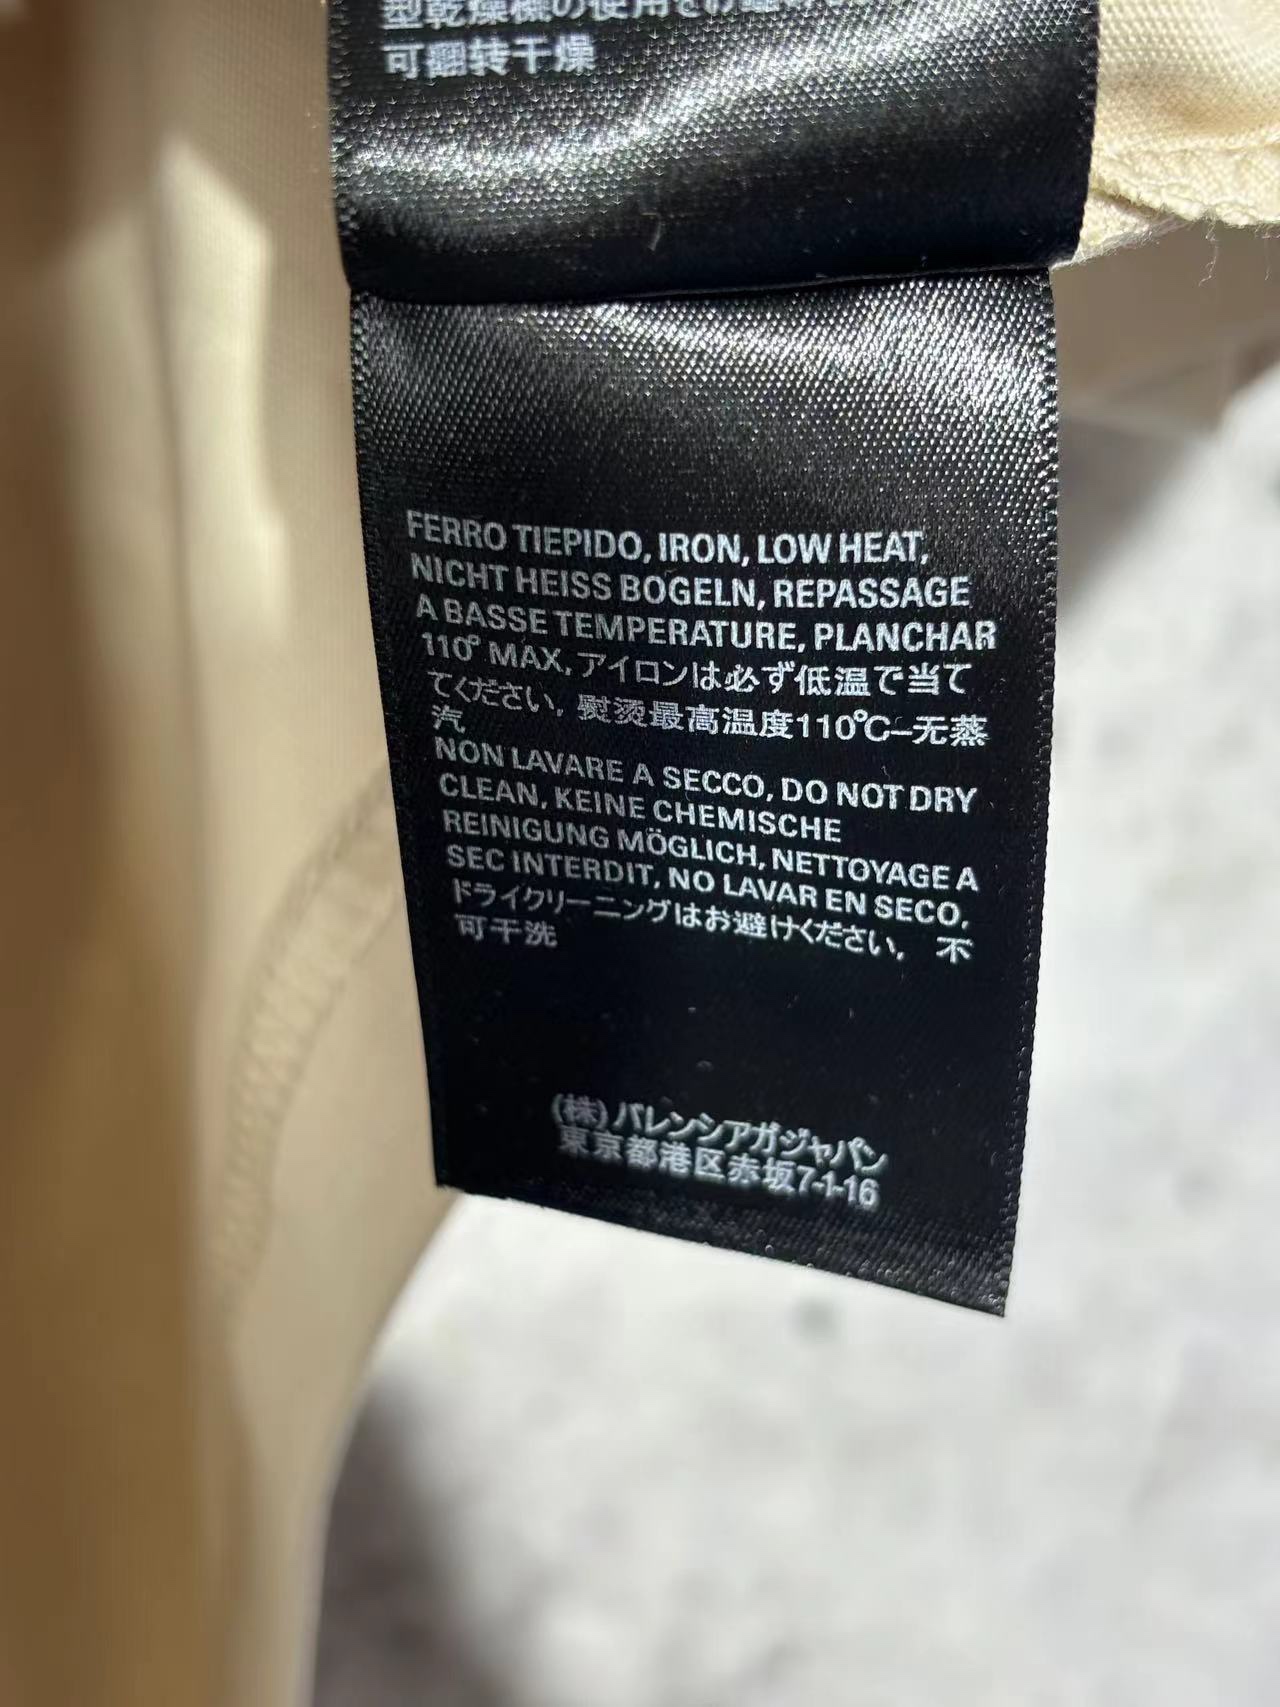 型乾燥機の使用をお避け
可翻转干燥
FERRO TIEPIDO, IRON, LOW HEAT,
NICHT HEISS BOGELN, REPASSAGE
A BASSE TEMPERATURE, PLANCHAR
110° MAX, アイロンは必ず低温で当て
てください, 熨烫最高温度110℃-无蒸
汽
NON LAVARE A SECCO, DO NOT DRY
CLEAN, KEINE CHEMISCHE
REINIGUNG MÖGLICH, NETTOYAGE A
SEC INTERDIT, NO LAVAR EN SECO,
ドライクリーニングはお避けください, 不
可干洗
(株) バレンシアガジャパン
東京都港区赤坂7-1-16